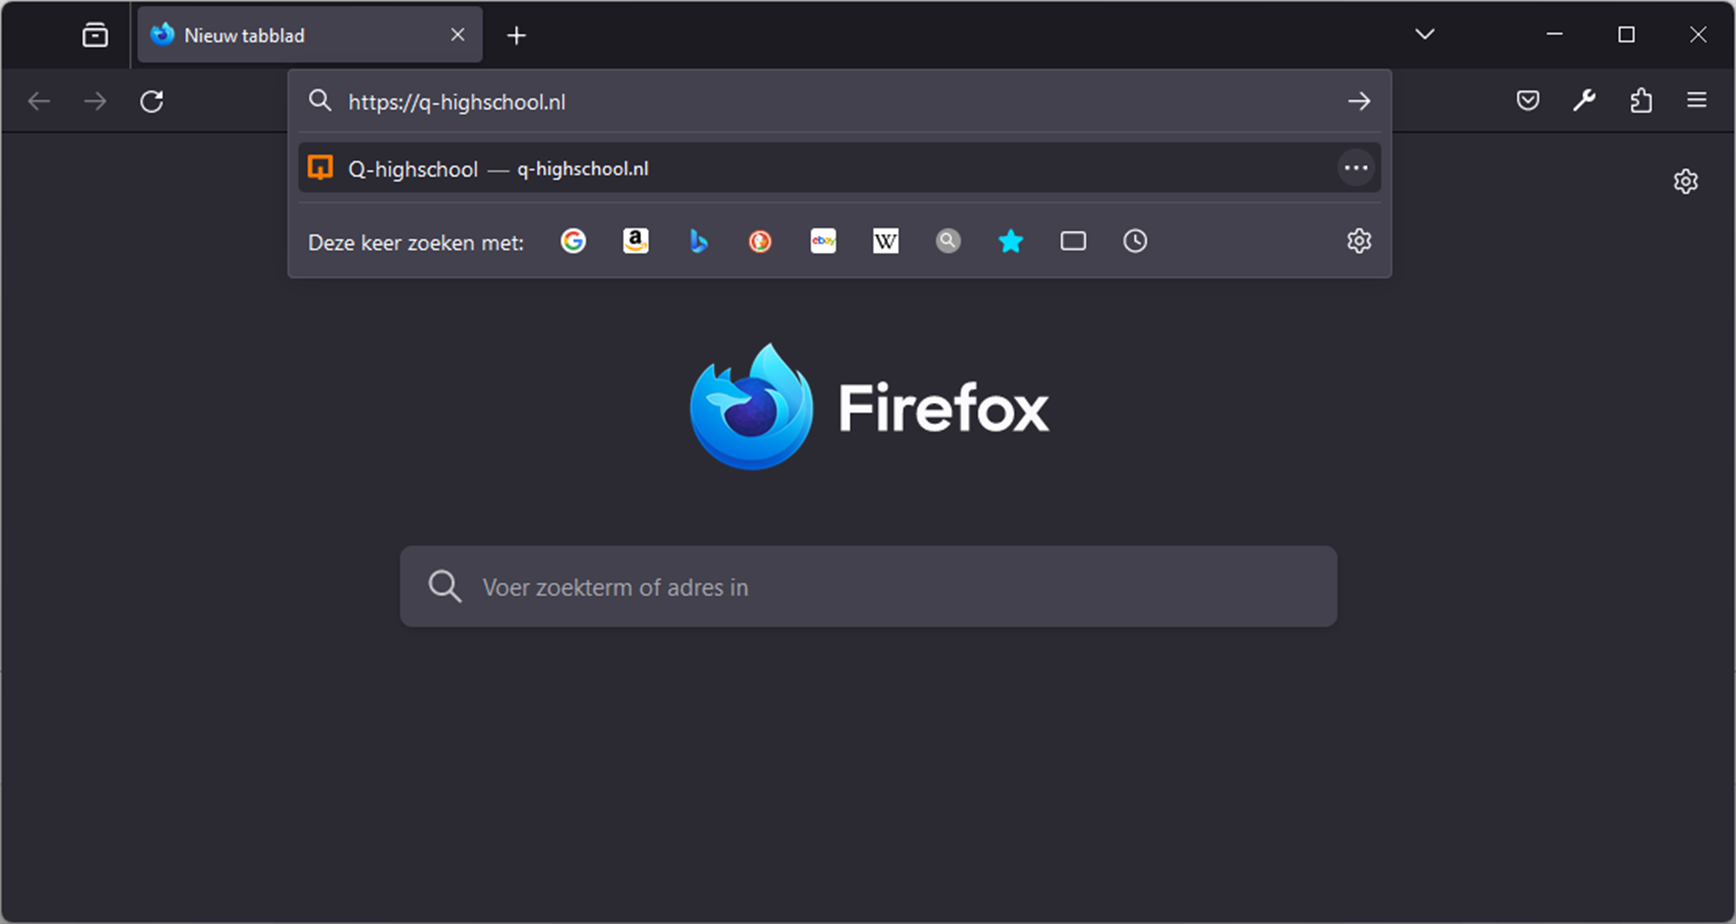 Nieuw tabblad
https://q-highschool.nl
Q-highschool — q-highschool.nl
Deze keer zoeken met:
Firefox
Voer zoekterm of adres in